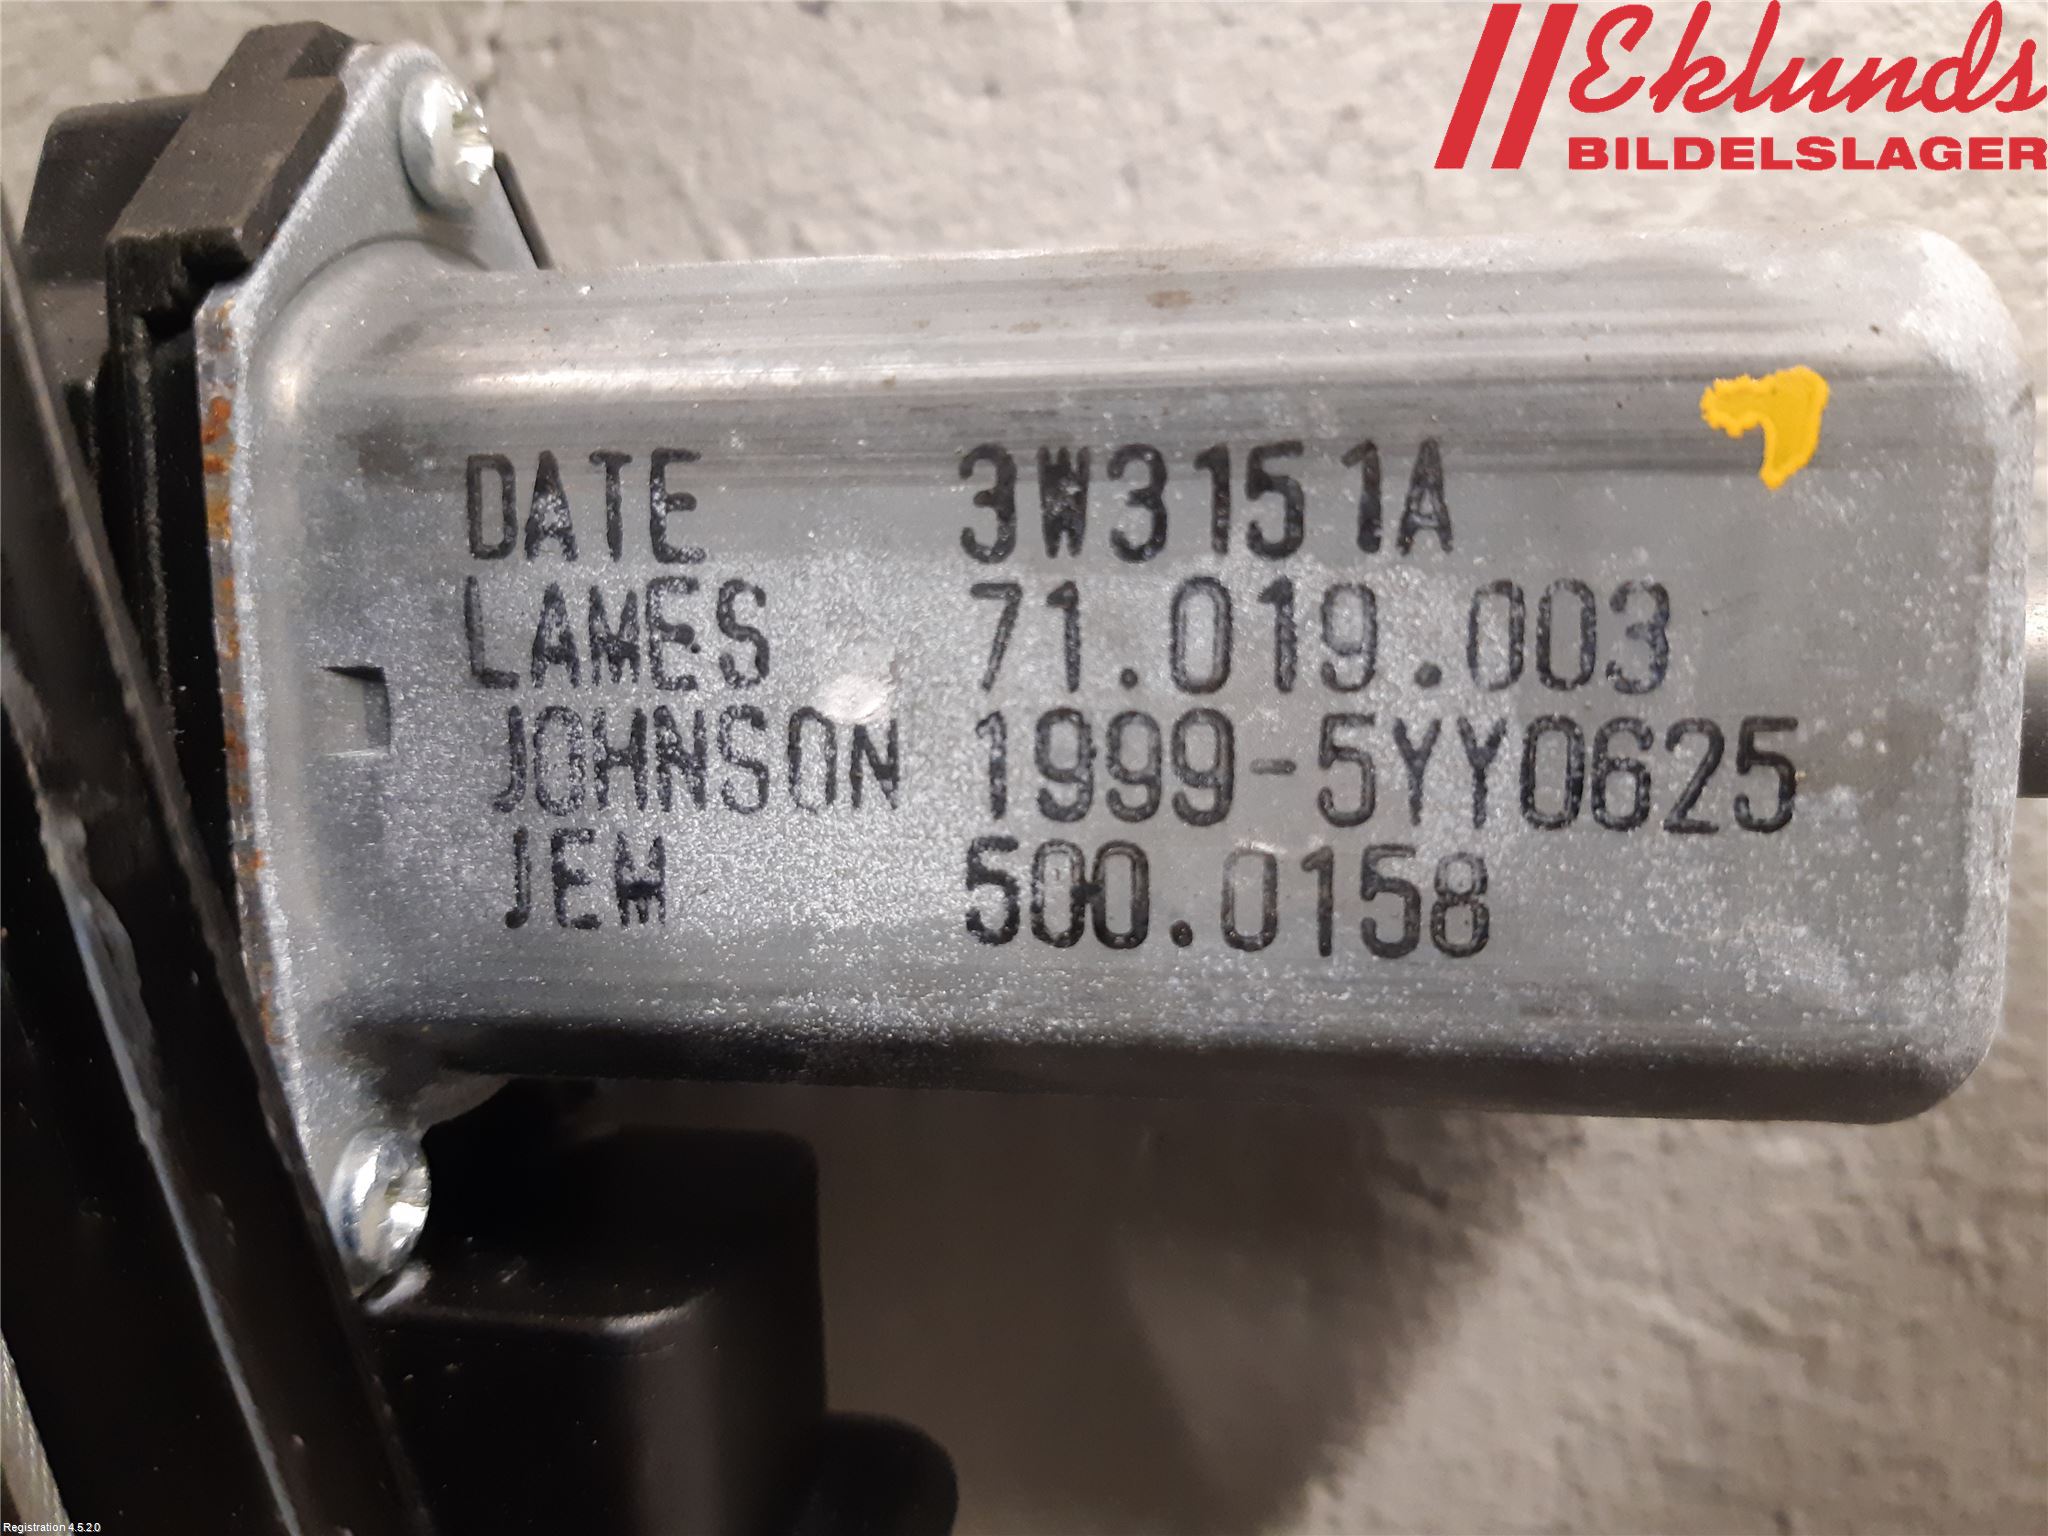 Eklunds
BILDELSLAGER
DATE 3W3151A
LAMES 71.019.003
JOHNSON 1999-5YY0625
JEM 500.0158
Registration 4.5.2.0